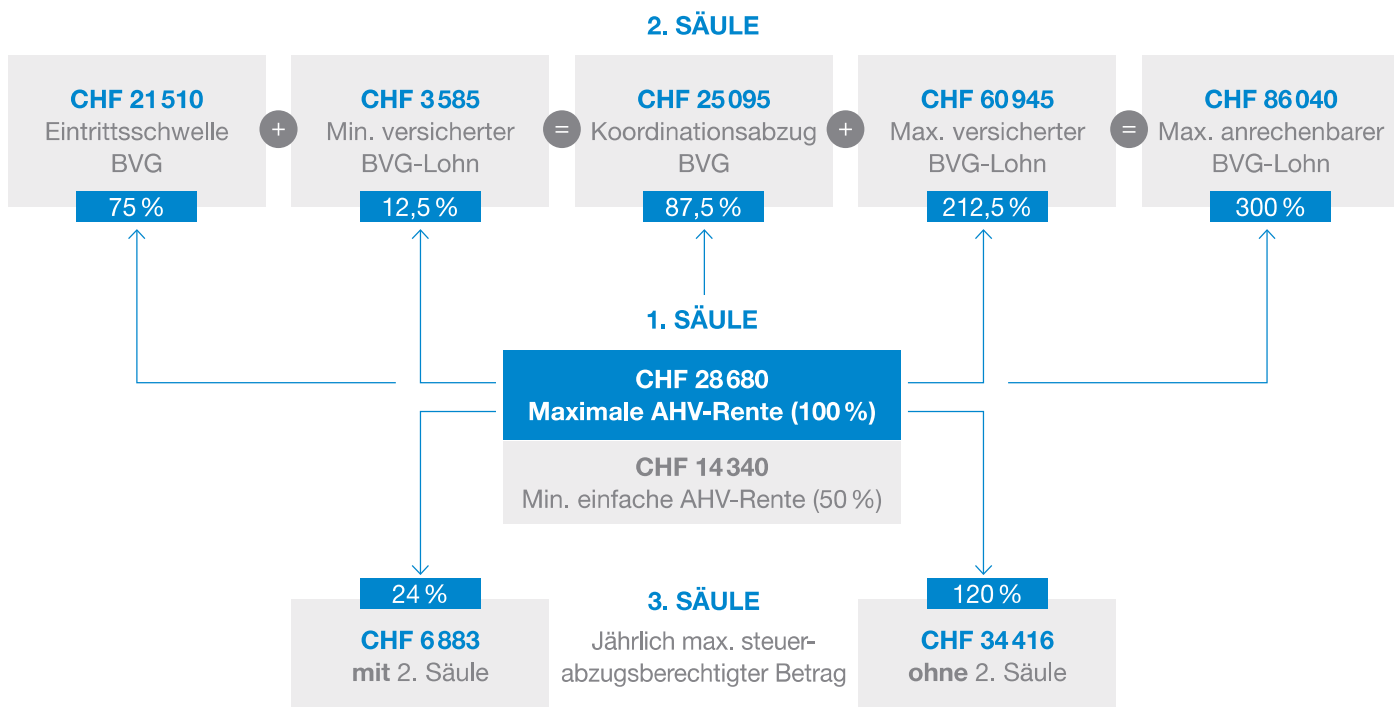 2. SÄULE
CHF 21 510
Eintrittsschwelle
BVG
75 %
+
CHF 3 585
Min. versicherter
BVG-Lohn
12,5 %
=
CHF 25 095
Koordinationsabzug
BVG
87,5 %
+
CHF 60 945
Max. versicherter
BVG-Lohn
212,5 %
=
CHF 86 040
Max. anrechenbarer
BVG-Lohn
300 %
1. SÄULE
CHF 28 680
Maximale AHV-Rente (100 %)
CHF 14 340
Min. einfache AHV-Rente (50 %)
24 %
CHF 6 883
mit 2. Säule
3. SÄULE
Jährlich max. steuer-
abzugsberechtigter Betrag
120 %
CHF 34 416
ohne 2. Säule